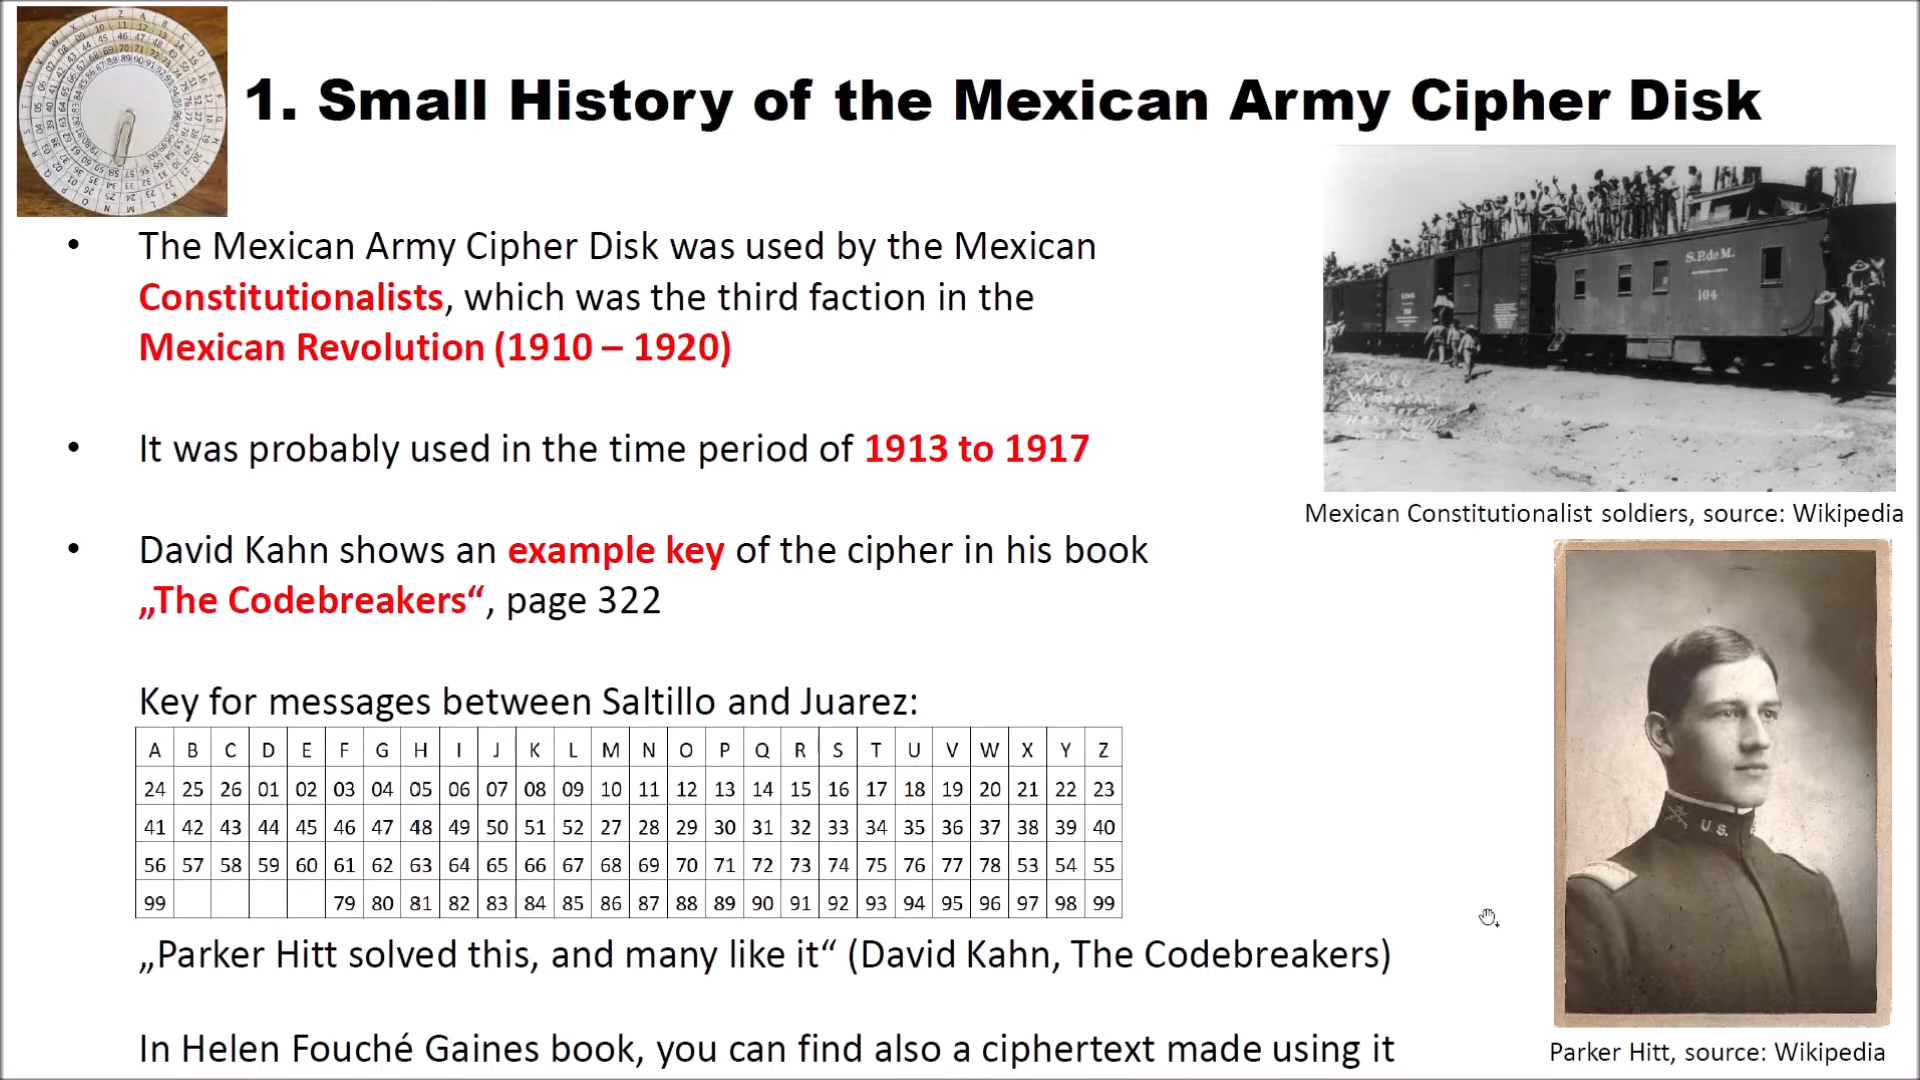 1. Small History of the Mexican Army Cipher Disk
• The Mexican Army Cipher Disk was used by the Mexican
Constitutionalists, which was the third faction in the
Mexican Revolution (1910 – 1920)
• It was probably used in the time period of 1913 to 1917
• David Kahn shows an example key of the cipher in his book
„The Codebreakers“, page 322
Key for messages between Saltillo and Juarez:
A B C D E F G H I J K L M N O P Q R S T U V W X Y Z
24 25 26 01 02 03 04 05 06 07 08 09 10 11 12 13 14 15 16 17 18 19 20 21 22 23
41 42 43 44 45 46 47 48 49 50 51 52 27 28 29 30 31 32 33 34 35 36 37 38 39 40
56 57 58 59 60 61 62 63 64 65 66 67 68 69 70 71 72 73 74 75 76 77 78 53 54 55
99 79 80 81 82 83 84 85 86 87 88 89 90 91 92 93 94 95 96 97 98 99
„Parker Hitt solved this, and many like it“ (David Kahn, The Codebreakers)
In Helen Fouché Gaines book, you can find also a ciphertext made using it
S.P.de M.
104
Mexican Constitutionalist soldiers, source: Wikipedia
U.S.
Parker Hitt, source: Wikipedia